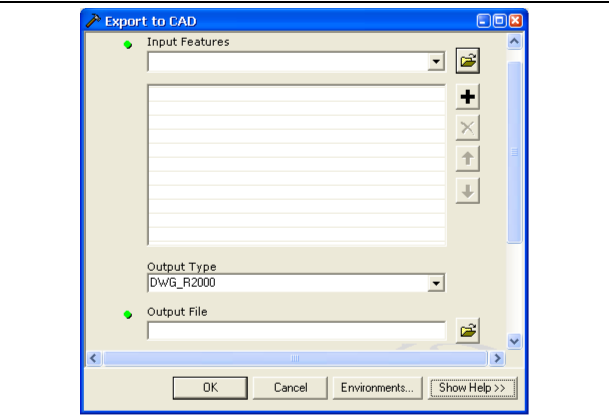 Export to CAD
Input Features
Output Type
DWG_R2000
Output File
OK
Cancel
Environments...
Show Help >>